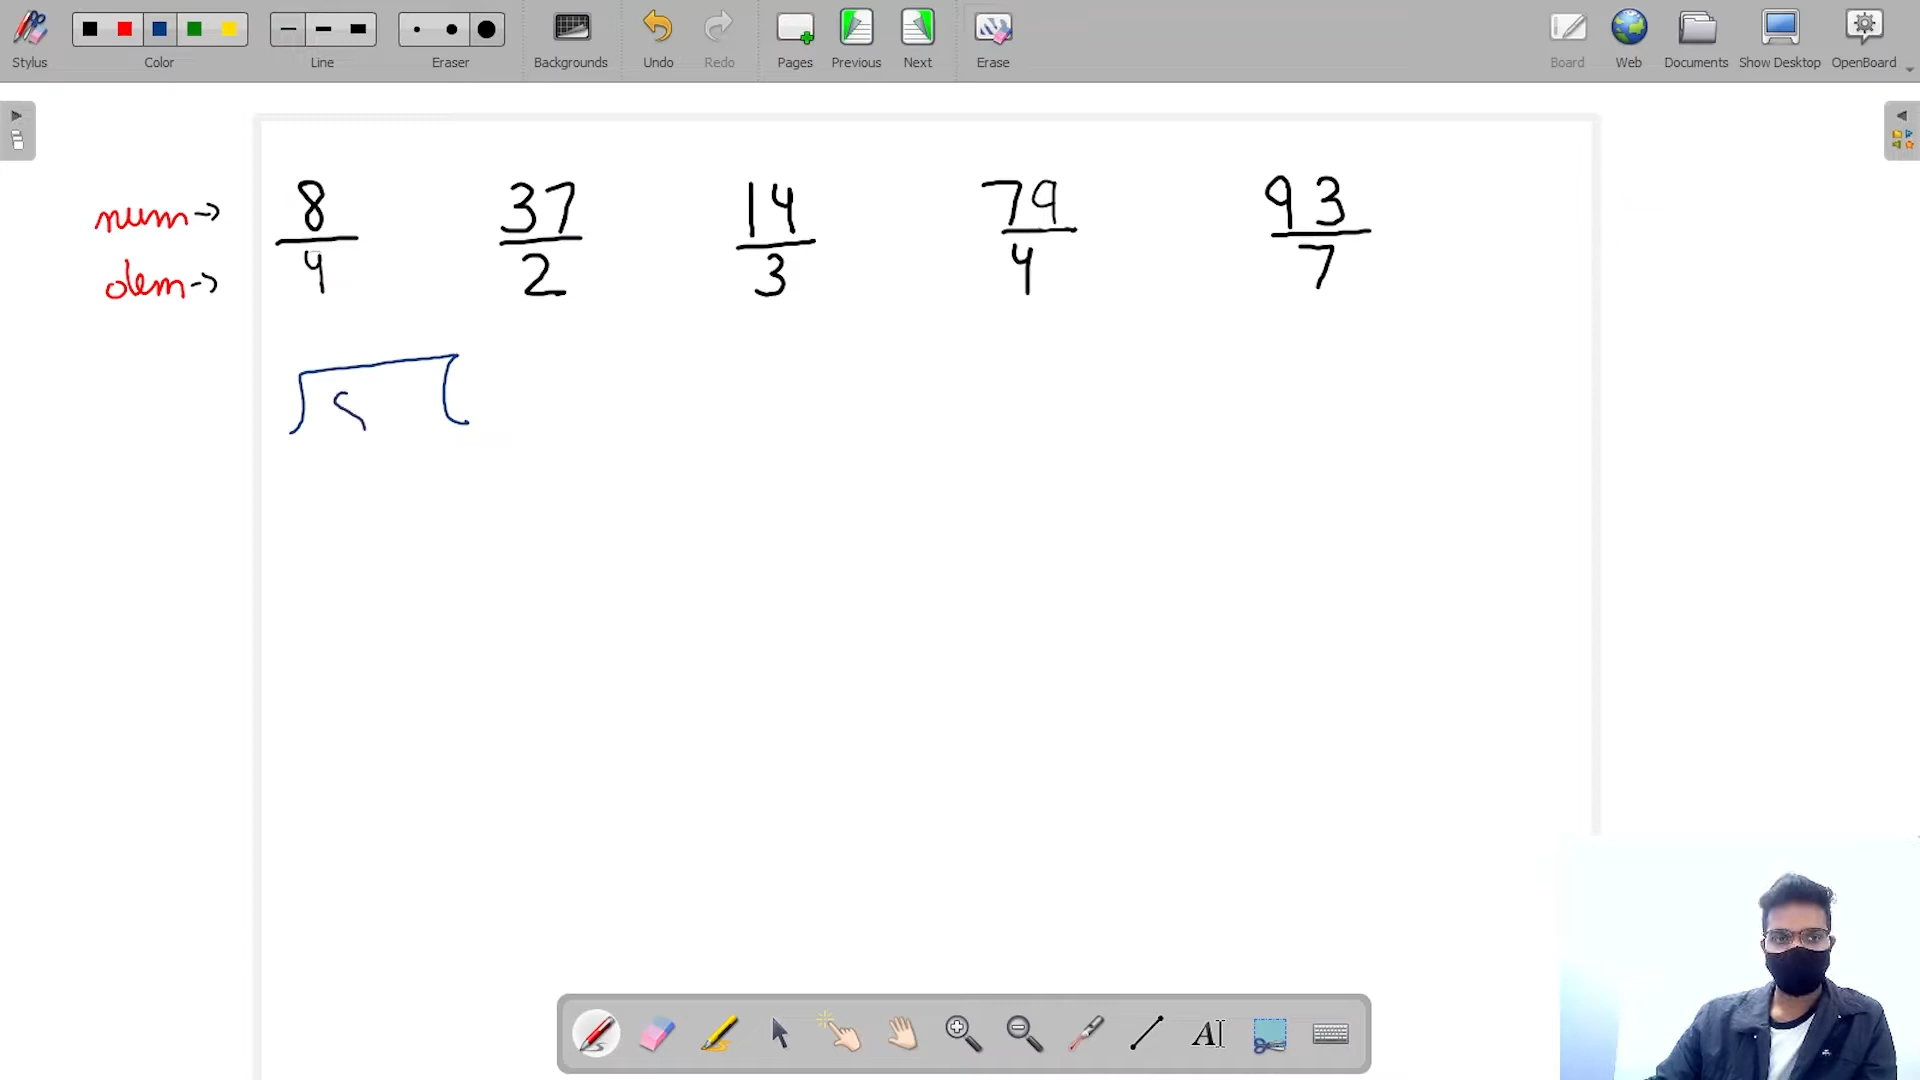 Stylus Color Line Eraser Backgrounds Undo Redo Pages Previous Next Erase Board Web Documents Show Desktop OpenBoard
num→ 8 37 14 79 93
dem→ 4 2 3 4 7